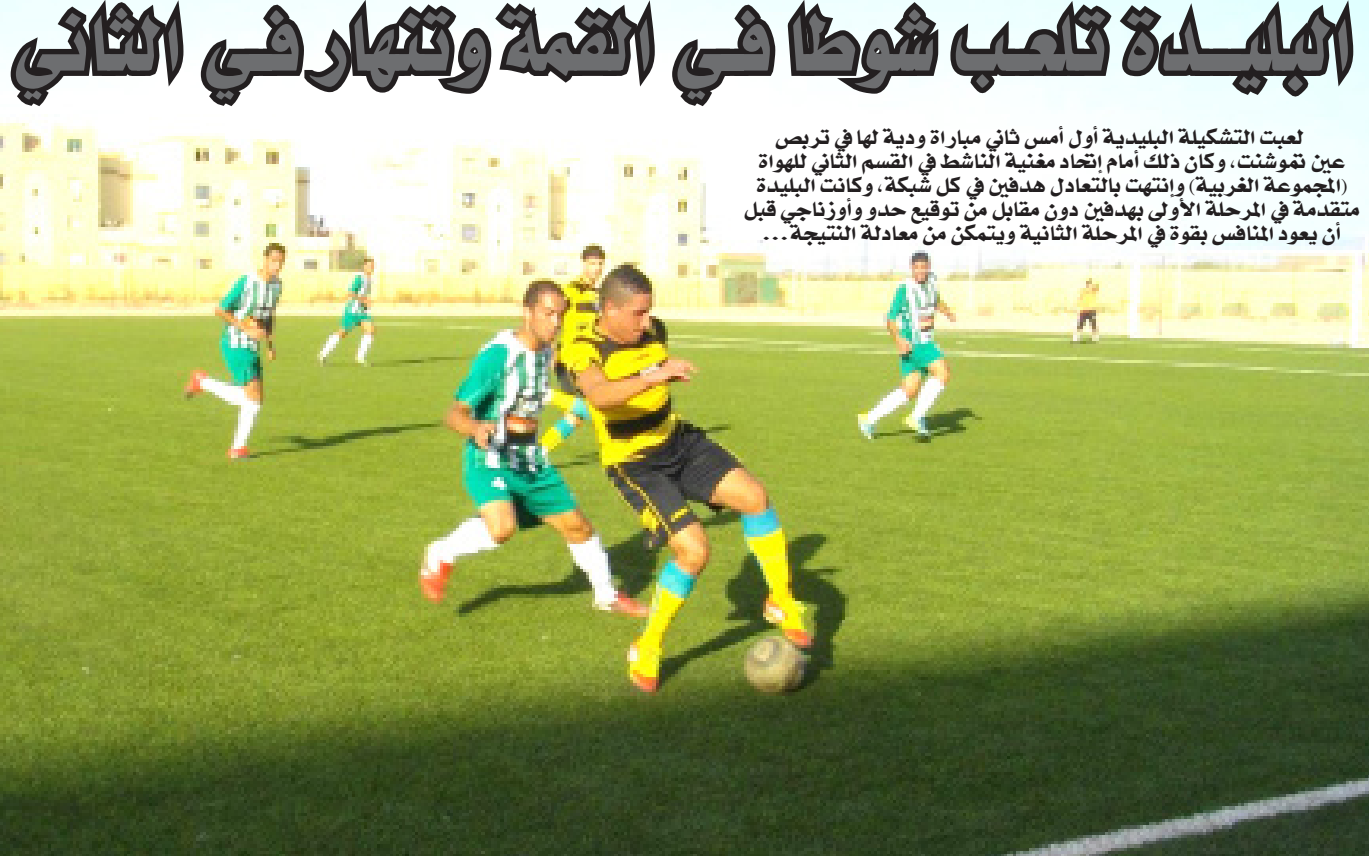 البليدة تلعب شوطا في القمة وتنهار في الثاني
لعبت التشكيلة البليدية أول أمس ثاني مباراة ودية لها في تربص
عين تموشنت، وكان ذلك أمام إتحاد مغنية الناشط في القسم الثاني للهواة
(المجموعة الغربية) وإنتهت بالتعادل هدفين في كل شبكة، وكانت البليدة
متقدمة في المرحلة الأولى بهدفين دون مقابل من توقيع حدو وأوزناجي قبل
أن يعود المنافس بقوة في المرحلة الثانية ويتمكن من معادلة النتيجة...
4